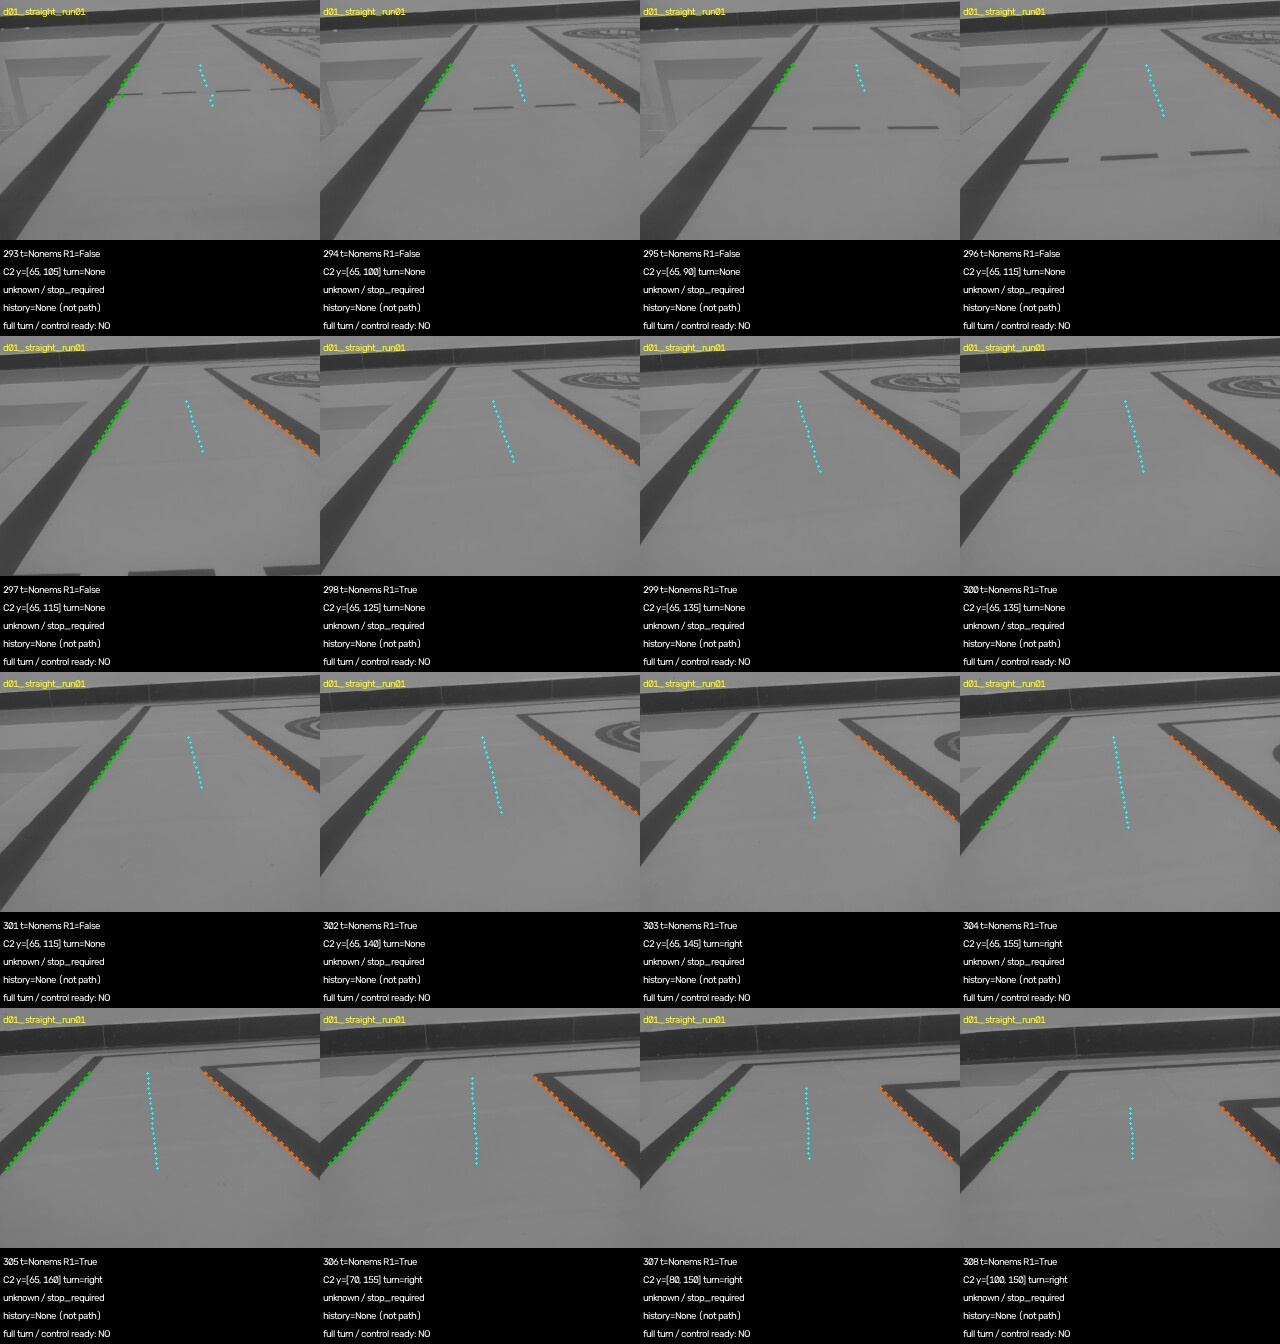 d01_straight_run01 d01_straight_run01 d01_straight_run01 d01_straight_run01
293 t=Nonems R1=False 294 t=Nonems R1=False 295 t=Nonems R1=False 296 t=Nonems R1=False
C2 y=[65, 105] turn=None C2 y=[65, 100] turn=None C2 y=[65, 90] turn=None C2 y=[65, 115] turn=None
unknown / stop_required unknown / stop_required unknown / stop_required unknown / stop_required
history=None (not path) history=None (not path) history=None (not path) history=None (not path)
full turn / control ready: NO full turn / control ready: NO full turn / control ready: NO full turn / control ready: NO
d01_straight_run01 d01_straight_run01 d01_straight_run01 d01_straight_run01
297 t=Nonems R1=False 298 t=Nonems R1=True 299 t=Nonems R1=True 300 t=Nonems R1=True
C2 y=[65, 115] turn=None C2 y=[65, 125] turn=None C2 y=[65, 135] turn=None C2 y=[65, 135] turn=None
unknown / stop_required unknown / stop_required unknown / stop_required unknown / stop_required
history=None (not path) history=None (not path) history=None (not path) history=None (not path)
full turn / control ready: NO full turn / control ready: NO full turn / control ready: NO full turn / control ready: NO
d01_straight_run01 d01_straight_run01 d01_straight_run01 d01_straight_run01
301 t=Nonems R1=False 302 t=Nonems R1=True 303 t=Nonems R1=True 304 t=Nonems R1=True
C2 y=[65, 115] turn=None C2 y=[65, 140] turn=None C2 y=[65, 145] turn=right C2 y=[65, 155] turn=right
unknown / stop_required unknown / stop_required unknown / stop_required unknown / stop_required
history=None (not path) history=None (not path) history=None (not path) history=None (not path)
full turn / control ready: NO full turn / control ready: NO full turn / control ready: NO full turn / control ready: NO
d01_straight_run01 d01_straight_run01 d01_straight_run01 d01_straight_run01
305 t=Nonems R1=True 306 t=Nonems R1=True 307 t=Nonems R1=True 308 t=Nonems R1=True
C2 y=[65, 160] turn=right C2 y=[70, 155] turn=right C2 y=[80, 150] turn=right C2 y=[100, 150] turn=right
unknown / stop_required unknown / stop_required unknown / stop_required unknown / stop_required
history=None (not path) history=None (not path) history=None (not path) history=None (not path)
full turn / control ready: NO full turn / control ready: NO full turn / control ready: NO full turn / control ready: NO